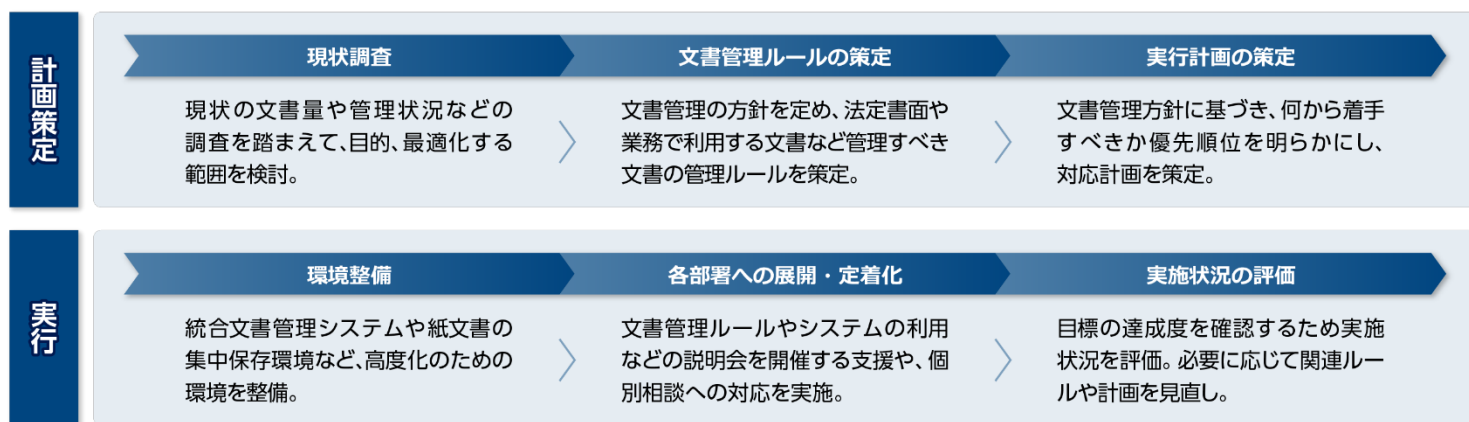 計画策定
現状調査
現状の文書量や管理状況などの
調査を踏まえて、目的、最適化する
範囲を検討。
文書管理ルールの策定
文書管理の方針を定め、法定書面や
業務で利用する文書など管理すべき
文書の管理ルールを策定。
実行計画の策定
文書管理方針に基づき、何から着手
すべきか優先順位を明らかにし、
対応計画を策定。
実行
環境整備
統合文書管理システムや紙文書の
集中保存環境など、高度化のための
環境を整備。
各部署への展開・定着化
文書管理ルールやシステムの利用
などの説明会を開催する支援や、個
別相談への対応を実施。
実施状況の評価
目標の達成度を確認するため実施
状況を評価。必要に応じて関連ルー
ルや計画を見直し。